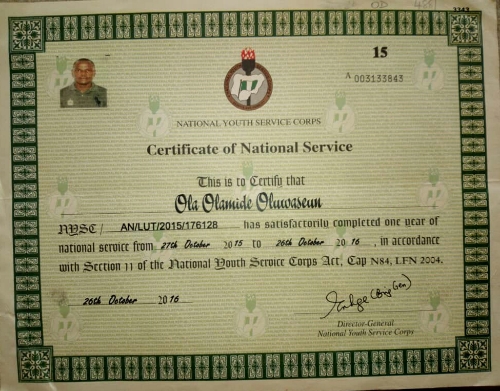 15
A 003133843
NATIONAL YOUTH SERVICE CORPS
Certificate of National Service
This is to Certify that
Ola Olamide Oluwaseun
NYSC/ AN/LUT/2015/176128 has satisfactorily completed one year of
national service from 27th October 2015 to 26th October 2016, in accordance
with Section 11 of the National Youth Service Corps Act, Cap N84, LFN 2004.
26th October 2016
Director-General
National Youth Service Corps